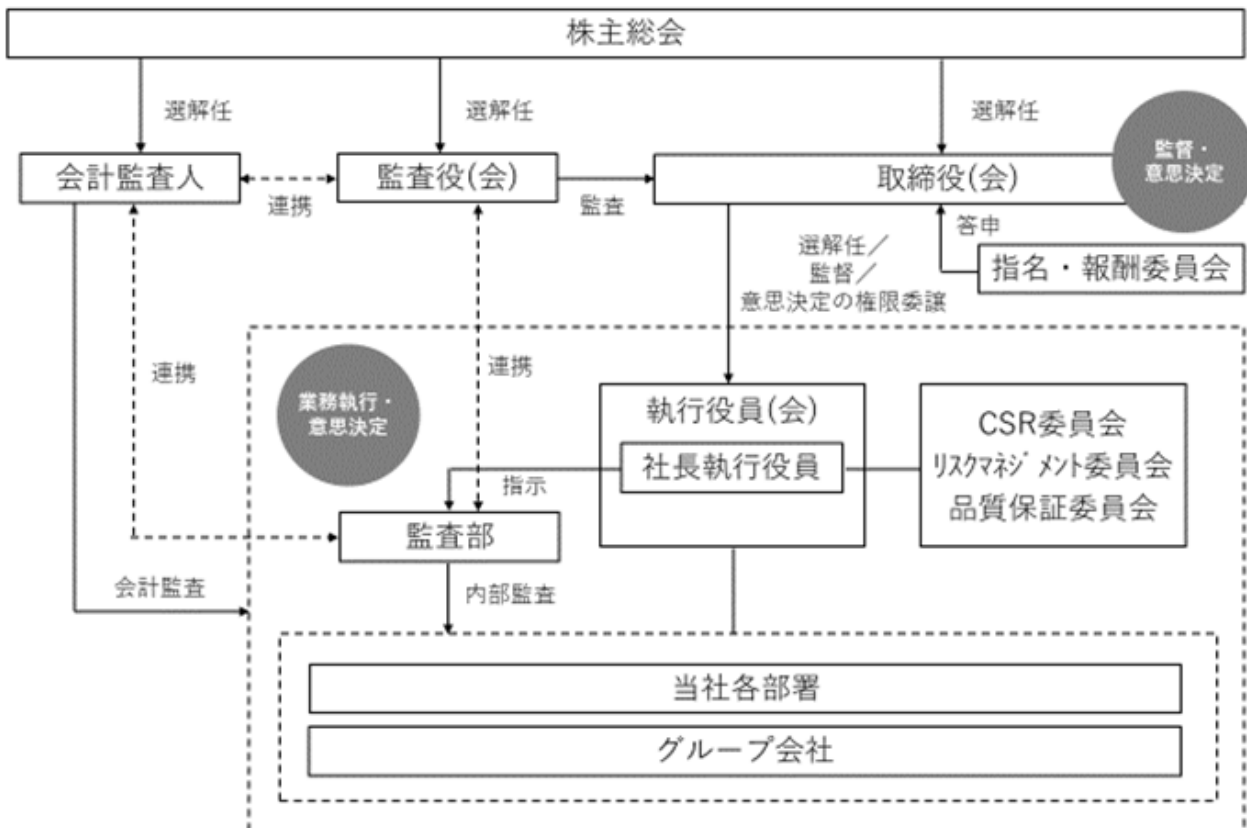 株主総会
選解任
選解任
選解任
会計監査人
連携
監査役(会)
監査
取締役(会)
監督・
意思決定
答申
指名・報酬委員会
選解任／
監督／
意思決定の権限委譲
連携
連携
業務執行・
意思決定
執行役員(会)
社長執行役員
CSR委員会
ﾘｽｸﾏﾈｼﾞﾒﾝﾄ委員会
品質保証委員会
指示
監査部
会計監査
内部監査
当社各部署
グループ会社